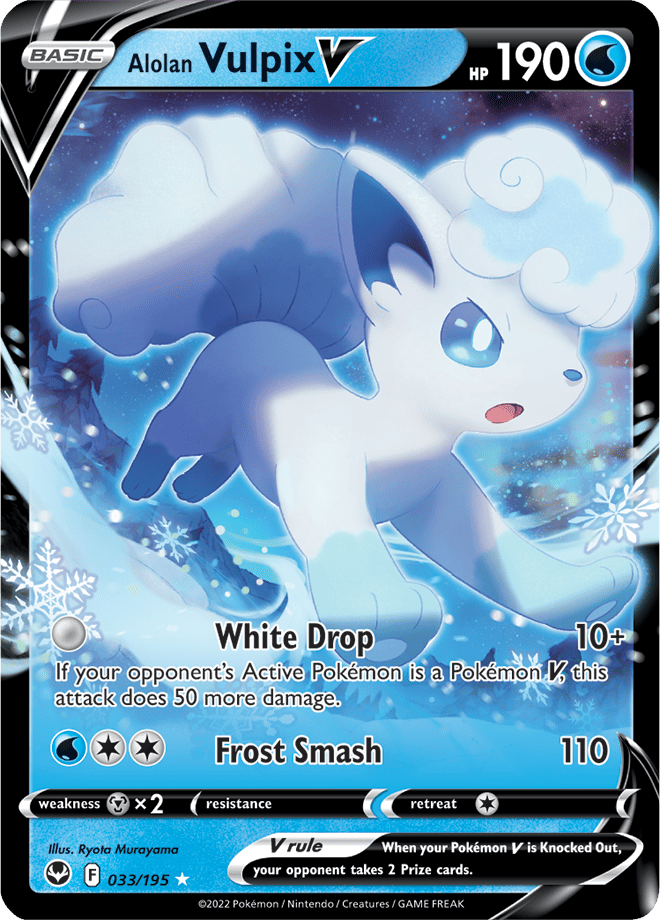 BASIC
Alolan Vulpix V
HP 190
White Drop 10+
If your opponent's Active Pokémon is a Pokémon V, this
attack does 50 more damage.
Frost Smash 110
weakness ×2 resistance retreat
Illus. Ryota Murayama
V rule
When your Pokémon V is Knocked Out,
your opponent takes 2 Prize cards.
F 033/195
©2022 Pokémon / Nintendo / Creatures / GAME FREAK